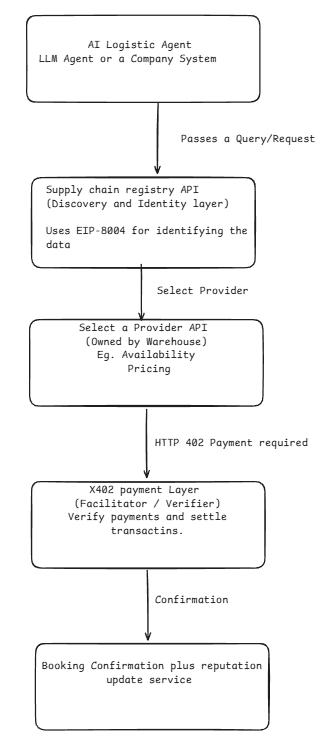 AI Logistic Agent
LLM Agent or a Company System
Passes a Query/Request
Supply chain registry API
(Discovery and Identity layer)
Uses EIP-8004 for identifying the
data
Select Provider
Select a Provider API
(Owned by Warehouse)
Eg. Availability
Pricing
HTTP 402 Payment required
X402 payment Layer
(Facilitator / Verifier)
Verify payments and settle
transactins.
Confirmation
Booking Confirmation plus reputation
update service